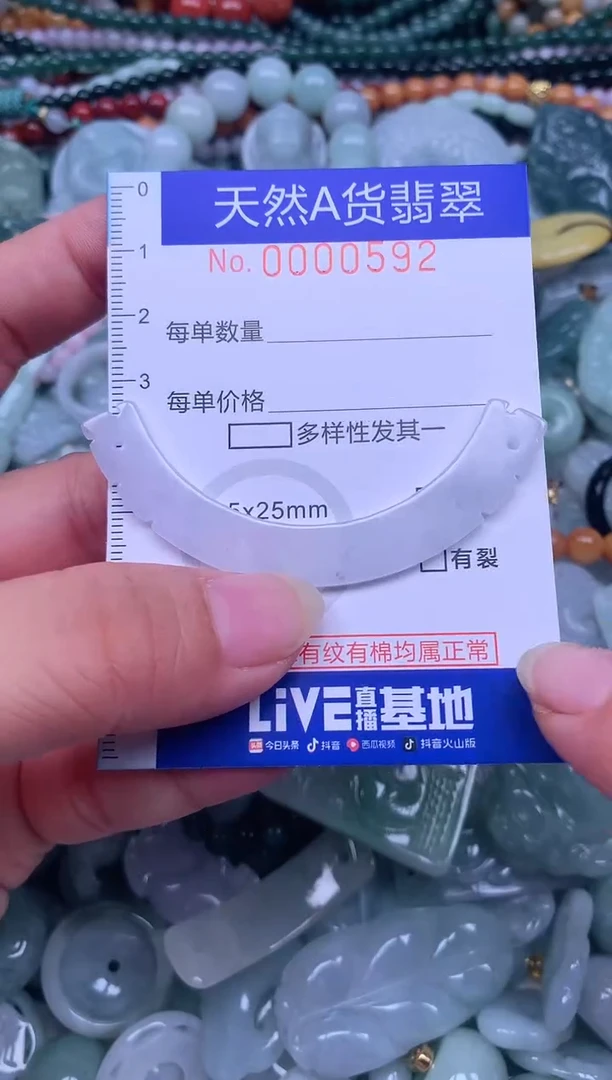 0
天然A货翡翠
1
No. 0000592
2
每单数量
3
每单价格
多样性发其一
5x25mm
有裂
有纹有棉均属正常
LiVE直播基地
头条 今日头条 抖音 西瓜视频 抖音火山版